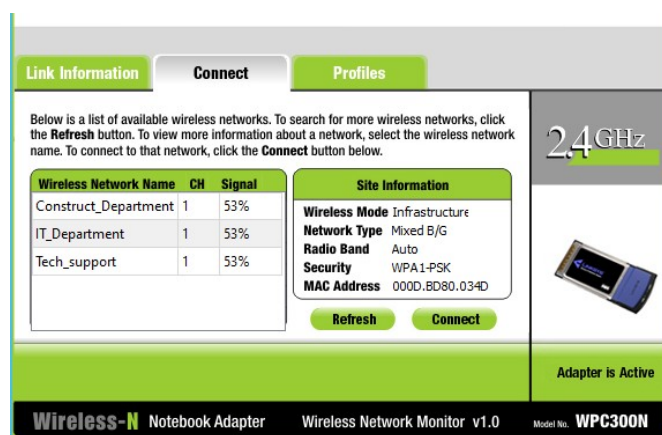 Link Information
Connect
Profiles
Below is a list of available wireless networks. To search for more wireless networks, click
the Refresh button. To view more information about a network, select the wireless network
name. To connect to that network, click the Connect button below.
2.4GHz
Wireless Network Name CH Signal
Construct_Department 1 53%
IT_Department 1 53%
Tech_support 1 53%
Site Information
Wireless Mode Infrastructure
Network Type Mixed B/G
Radio Band Auto
Security WPA1-PSK
MAC Address 000D.BD80.034D
Refresh
Connect
LINKSYS
Adapter is Active
Wireless-N Notebook Adapter Wireless Network Monitor v1.0 Model No. WPC300N